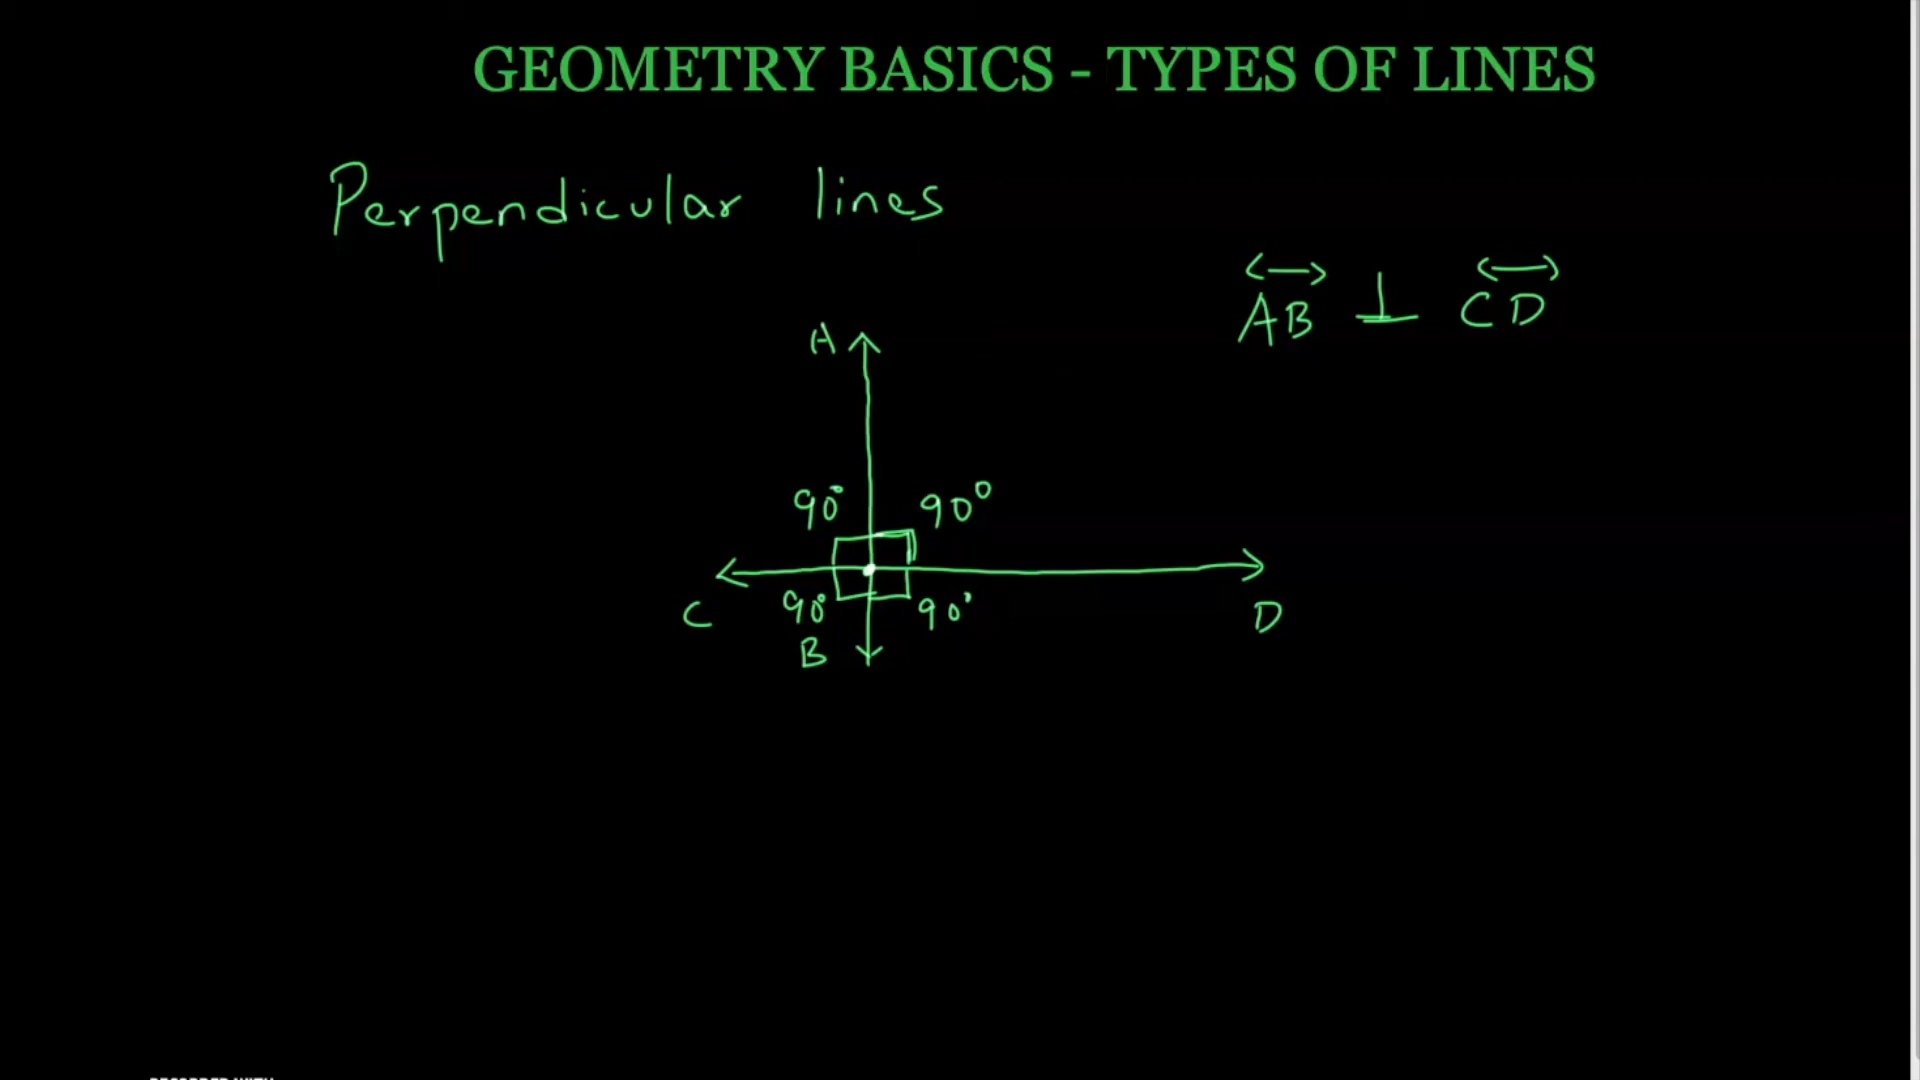 GEOMETRY BASICS - TYPES OF LINES
Perpendicular lines
AB ⊥ CD
A
90° 90°
C 90° 90° D
B